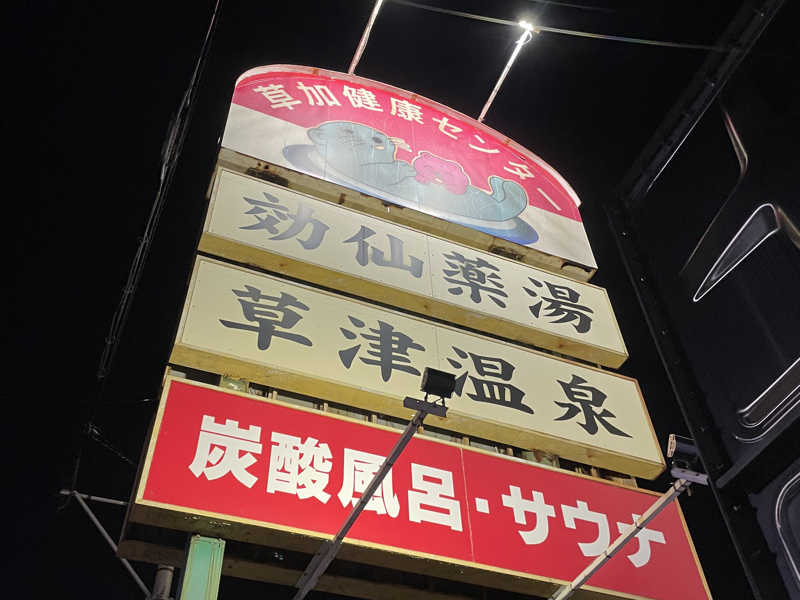 草加健康センター
効仙薬湯
草津温泉
炭酸風呂・サウナ